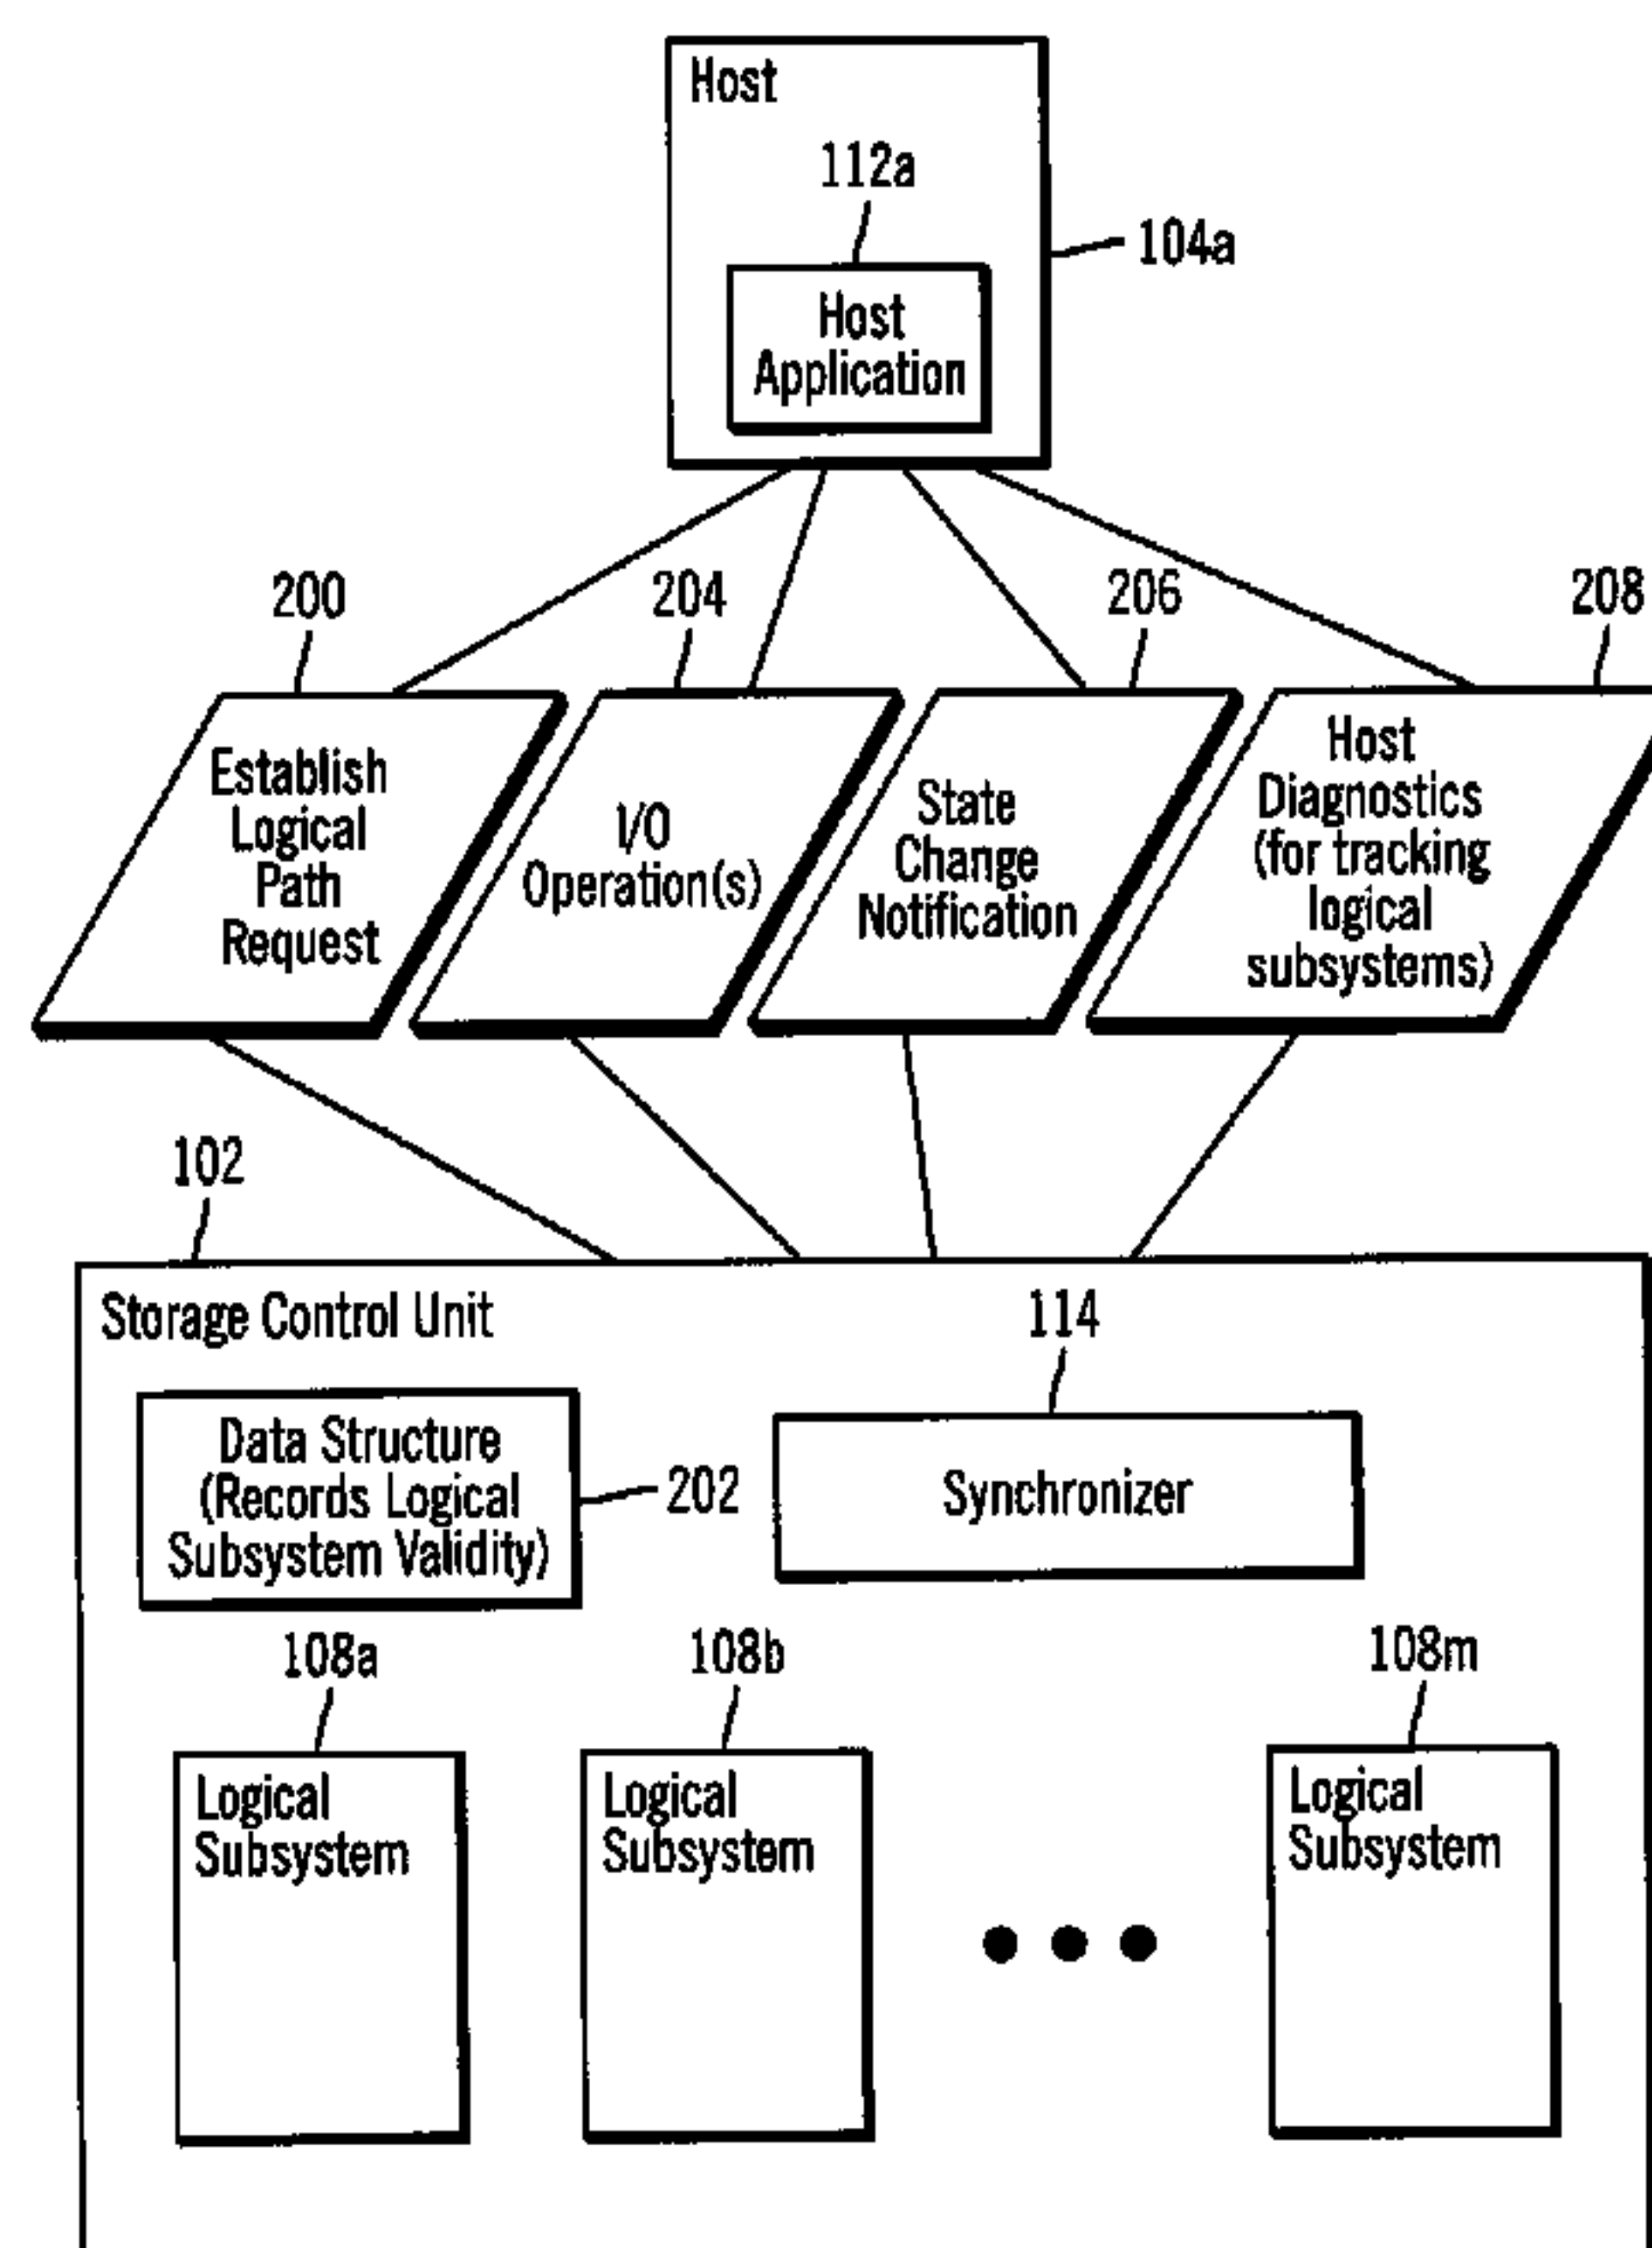 Host
112a
104a
Host
Application
200
204
206
208
Establish
Logical
Path
Request
I/O
Operation(s)
State
Change
Notification
Host
Diagnostics
(for tracking
logical
subsystems)
102
Storage Control Unit
114
Data Structure
(Records Logical
Subsystem Validity)
202
Synchronizer
108a
108b
108m
Logical
Subsystem
Logical
Subsystem
Logical
Subsystem